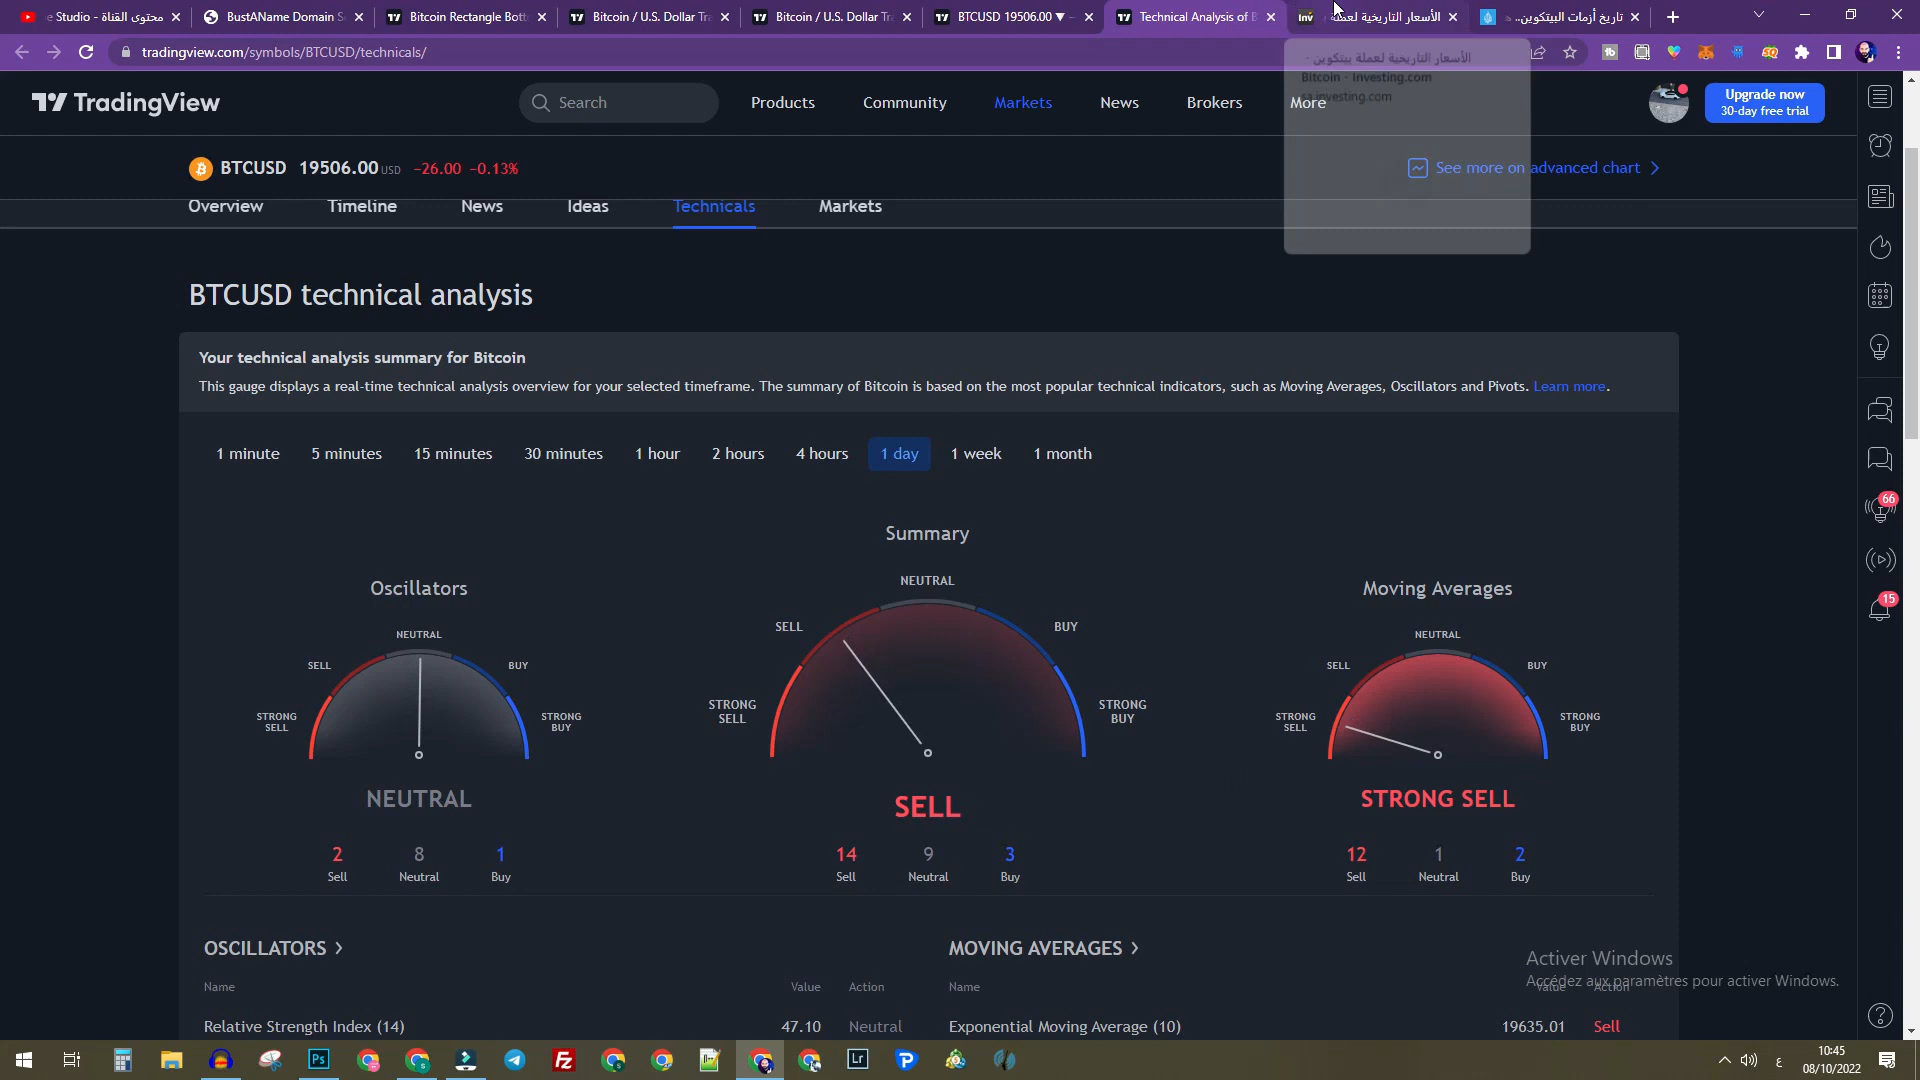 e Studio - محتوى القناة
BustAName Domain S
Bitcoin Rectangle Bott
Bitcoin / U.S. Dollar Tra
Bitcoin / U.S. Dollar Tra
BTCUSD 19506.00 ▼ -
Technical Analysis of B
الأسعار التاريخية لعملة
تاريخ أزمات البيتكوين..
tradingview.com/symbols/BTCUSD/technicals/
الأسعار التاريخية لعملة بيتكوين -
Bitcoin - Investing.com
sa.investing.com
TradingView
Search
Products
Community
Markets
News
Brokers
More
Upgrade now
30-day free trial
BTCUSD 19506.00 USD −26.00 −0.13%
See more on advanced chart
Overview
Timeline
News
Ideas
Technicals
Markets
BTCUSD technical analysis
Your technical analysis summary for Bitcoin
This gauge displays a real-time technical analysis overview for your selected timeframe. The summary of Bitcoin is based on the most popular technical indicators, such as Moving Averages, Oscillators and Pivots. Learn more.
1 minute
5 minutes
15 minutes
30 minutes
1 hour
2 hours
4 hours
1 day
1 week
1 month
Summary
NEUTRAL
SELL
BUY
STRONG SELL
STRONG BUY
SELL
14 9 3
Sell Neutral Buy
Oscillators
NEUTRAL
SELL
BUY
STRONG SELL
STRONG BUY
NEUTRAL
2 8 1
Sell Neutral Buy
Moving Averages
NEUTRAL
SELL
BUY
STRONG SELL
STRONG BUY
STRONG SELL
12 1 2
Sell Neutral Buy
OSCILLATORS
Name Value Action
Relative Strength Index (14) 47.10 Neutral
MOVING AVERAGES
Name Value Action
Exponential Moving Average (10) 19635.01 Sell
Activer Windows
Accédez aux paramètres pour activer Windows.
66
15
10:45
08/10/2022
ع